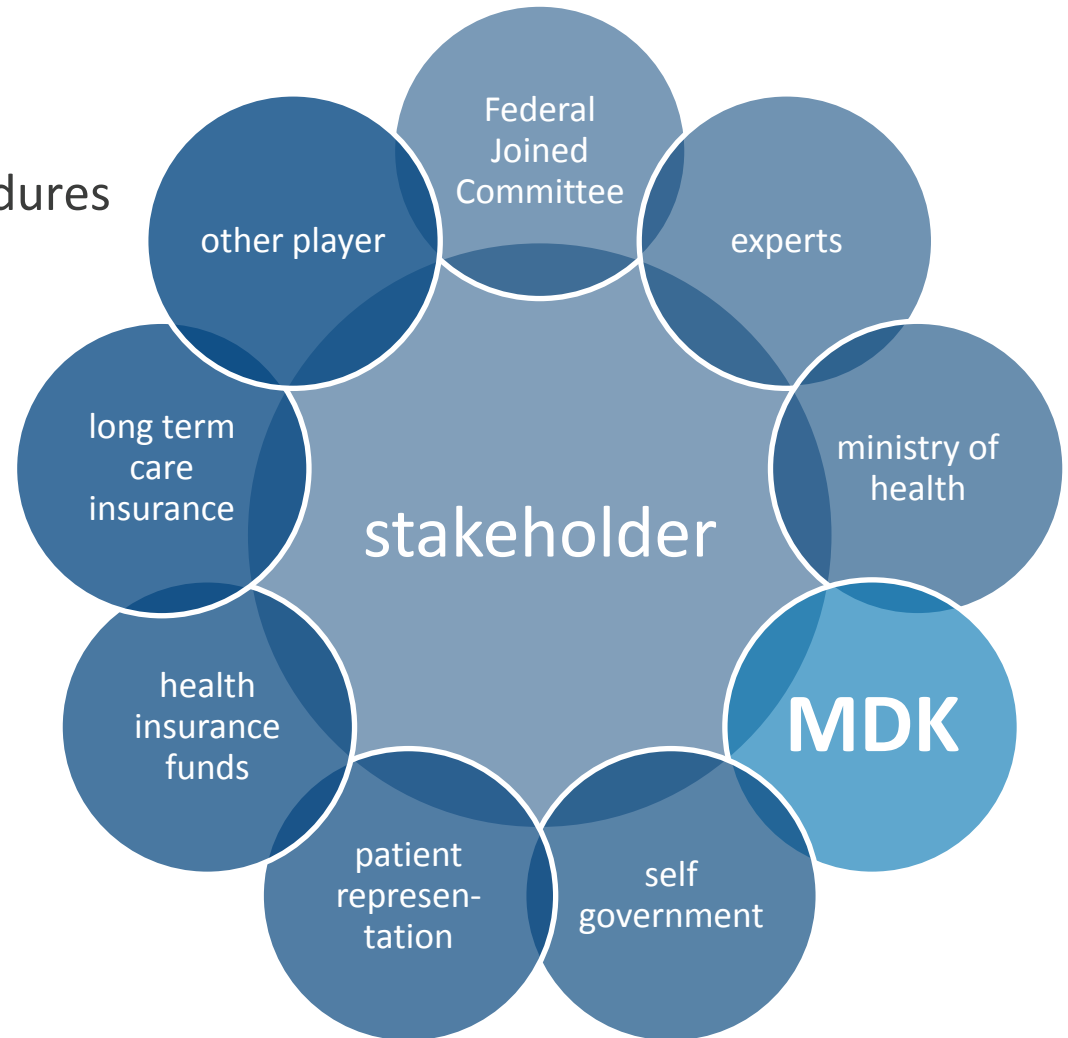 Federal
Joined
Committee
other player
experts
long term
care
insurance
ministry of
health
stakeholder
health
insurance
funds
MDK
patient
represen-
tation
self
government